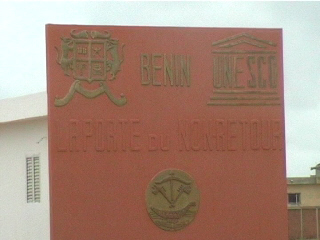 BENIN UNESCO
LA PORTE DU NON RETOUR